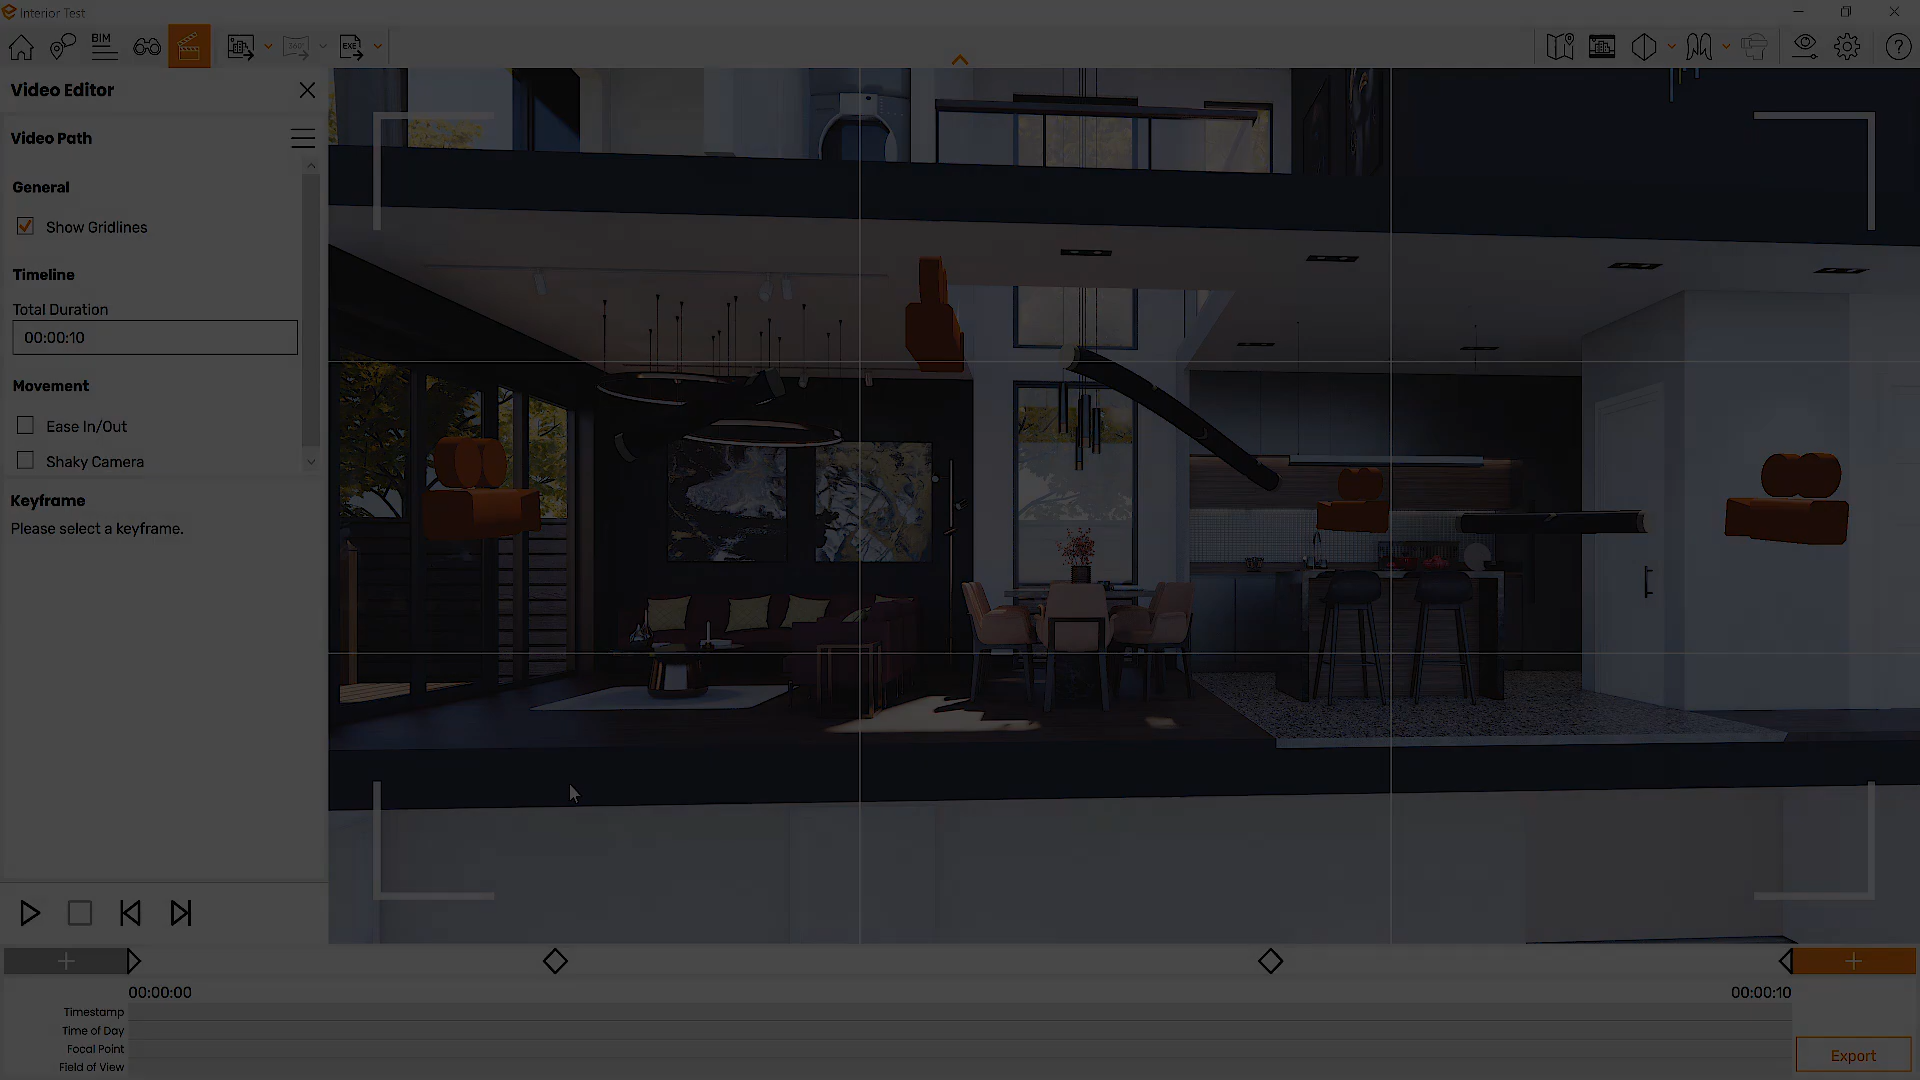 Interior Test
BIM
360°
EXE
?
Video Editor
Video Path
General
Show Gridlines
Timeline
Total Duration
00:00:10
Movement
Ease In/Out
Shaky Camera
Keyframe
Please select a keyframe.
00:00:00
00:00:10
Timestamp
Time of Day
Focal Point
Field of View
Export